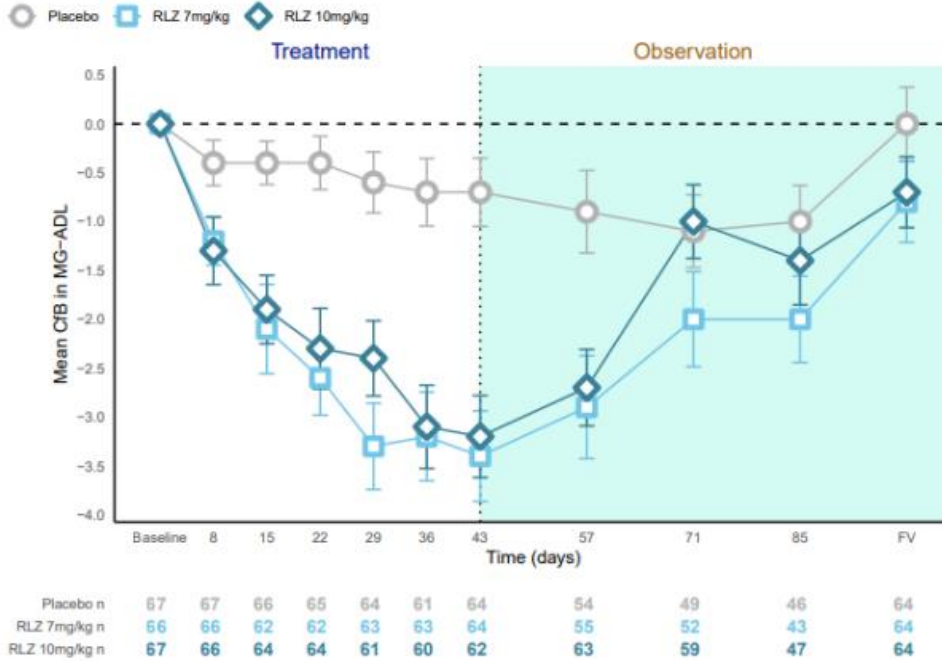 Placebo RLZ 7mg/kg RLZ 10mg/kg
Treatment Observation
Mean CfB in MG−ADL
0.5
0.0
−0.5
−1.0
−1.5
−2.0
−2.5
−3.0
−3.5
−4.0
Baseline 8 15 22 29 36 43 57 71 85 FV
Time (days)
Placebo n 67 67 66 65 64 61 64 54 49 46 64
RLZ 7mg/kg n 66 66 62 62 63 63 64 55 52 43 64
RLZ 10mg/kg n 67 66 64 64 61 60 62 63 59 47 64